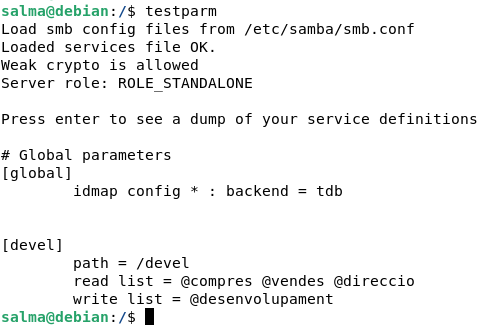 salma@debian:/$ testparm
Load smb config files from /etc/samba/smb.conf
Loaded services file OK.
Weak crypto is allowed
Server role: ROLE_STANDALONE
Press enter to see a dump of your service definitions
# Global parameters
[global]
idmap config * : backend = tdb
[devel]
path = /devel
read list = @compres @vendes @direccio
write list = @desenvolupament
salma@debian:/$